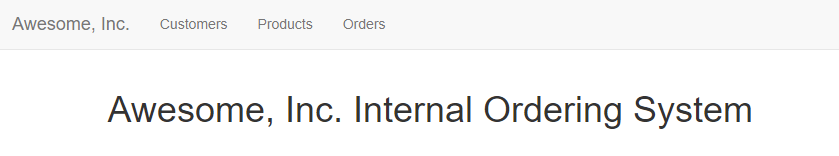 Awesome, Inc. Customers Products Orders
Awesome, Inc. Internal Ordering System